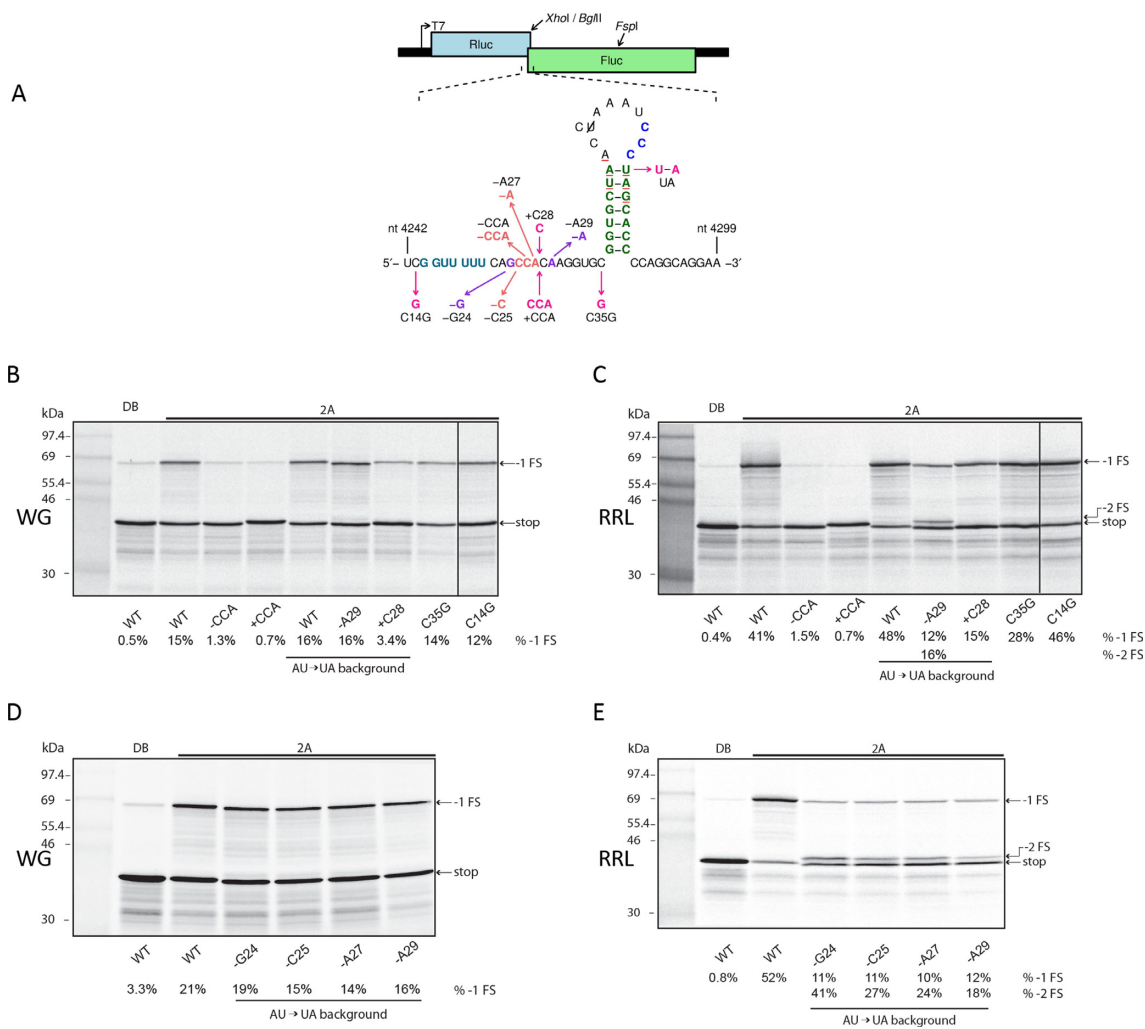 XhoI / BglII
T7
FspI
Rluc
Fluc
A
A A A U
C U C
C C
A C
A – U U – A
U – A UA
C – G
G – C
U – A
G – C
G – C
–A27
–A
–CCA
–CCA
+C28
C
–A29
–A
nt 4242
nt 4299
5′– UCG GUU UUU CAGCCACAAGGUGC CCAGGCAGGAA –3′
G
C14G
–G
–G24
–C
–C25
CCA
+CCA
G
C35G
B
kDa
DB
2A
97.4
69
55.4
46
30
WG
-1 FS
stop
WT WT -CCA +CCA WT -A29 +C28 C35G C14G
0.5% 15% 1.3% 0.7% 16% 16% 3.4% 14% 12% % -1 FS
AU→UA background
C
kDa
DB
2A
97.4
69
55.4
46
30
RRL
-1 FS
-2 FS
stop
WT WT -CCA +CCA WT -A29 +C28 C35G C14G
0.4% 41% 1.5% 0.7% 48% 12% 15% 28% 46% % -1 FS
16% % -2 FS
AU→UA background
D
kDa
DB
2A
97.4
69
55.4
46
30
WG
-1 FS
stop
WT WT -G24 -C25 -A27 -A29
3.3% 21% 19% 15% 14% 16% % -1 FS
AU→UA background
E
kDa
DB
2A
97.4
69
55.4
46
30
RRL
-1 FS
-2 FS
stop
WT WT -G24 -C25 -A27 -A29
0.8% 52% 11% 11% 10% 12% % -1 FS
41% 27% 24% 18% % -2 FS
AU→UA background